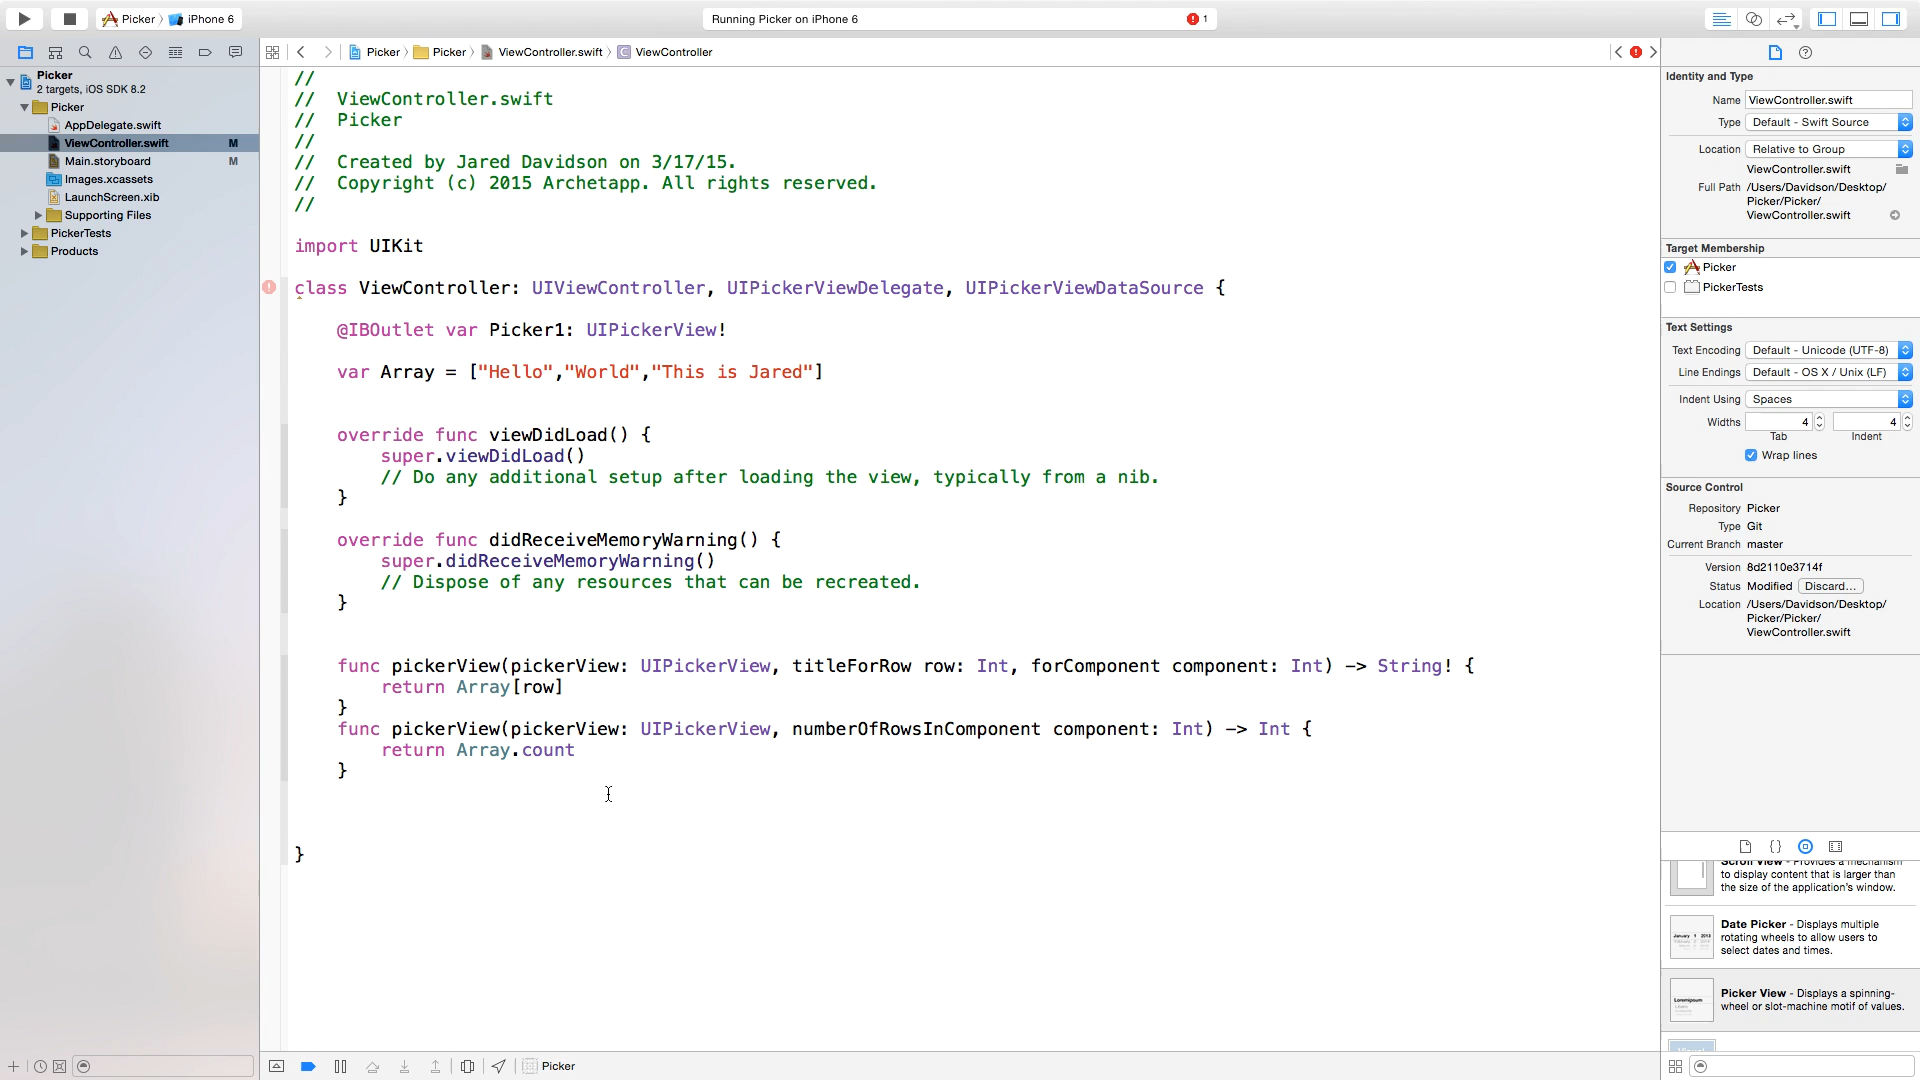 Picker
iPhone 6
Running Picker on iPhone 6
1
Picker
Picker
ViewController.swift
ViewController
Picker
2 targets, iOS SDK 8.2
Picker
AppDelegate.swift
ViewController.swift M
Main.storyboard M
Images.xcassets
LaunchScreen.xib
Supporting Files
PickerTests
Products
//
//  ViewController.swift
//  Picker
//
//  Created by Jared Davidson on 3/17/15.
//  Copyright (c) 2015 Archetapp. All rights reserved.
//
import UIKit
class ViewController: UIViewController, UIPickerViewDelegate, UIPickerViewDataSource {
@IBOutlet var Picker1: UIPickerView!
var Array = ["Hello","World","This is Jared"]
override func viewDidLoad() {
super.viewDidLoad()
// Do any additional setup after loading the view, typically from a nib.
}
override func didReceiveMemoryWarning() {
super.didReceiveMemoryWarning()
// Dispose of any resources that can be recreated.
}
func pickerView(pickerView: UIPickerView, titleForRow row: Int, forComponent component: Int) -> String! {
return Array[row]
}
func pickerView(pickerView: UIPickerView, numberOfRowsInComponent component: Int) -> Int {
return Array.count
}
}
Picker
Identity and Type
Name ViewController.swift
Type Default - Swift Source
Location Relative to Group
ViewController.swift
Full Path /Users/Davidson/Desktop/
Picker/Picker/
ViewController.swift
Target Membership
Picker
PickerTests
Text Settings
Text Encoding Default - Unicode (UTF-8)
Line Endings Default - OS X / Unix (LF)
Indent Using Spaces
Widths 4 4
Tab Indent
Wrap lines
Source Control
Repository Picker
Type Git
Current Branch master
Version 8d2110e3714f
Status Modified Discard...
Location /Users/Davidson/Desktop/
Picker/Picker/
ViewController.swift
{}
Scroll View - Provides a mechanism
to display content that is larger than
the size of the application's window.
Date Picker - Displays multiple
rotating wheels to allow users to
select dates and times.
Picker View - Displays a spinning-
wheel or slot-machine motif of values.